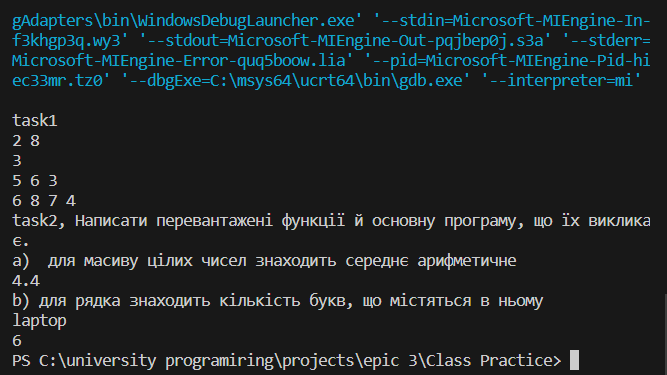 gAdapters\bin\WindowsDebugLauncher.exe' '--stdin=Microsoft-MIEngine-In-
f3khgp3q.wy3' '--stdout=Microsoft-MIEngine-Out-pqjbep0j.s3a' '--stderr=
Microsoft-MIEngine-Error-quq5boow.lia' '--pid=Microsoft-MIEngine-Pid-hi
ec33mr.tz0' '--dbgExe=C:\msys64\ucrt64\bin\gdb.exe' '--interpreter=mi'
task1
2 8
3
5 6 3
6 8 7 4
task2, Написати перевантажені функції й основну програму, що їх виклика
є.
a)  для масиву цілих чисел знаходить середнє арифметичне
4.4
b) для рядка знаходить кількість букв, що містяться в ньому
laptop
6
PS C:\university programiring\projects\epic 3\Class Practice>